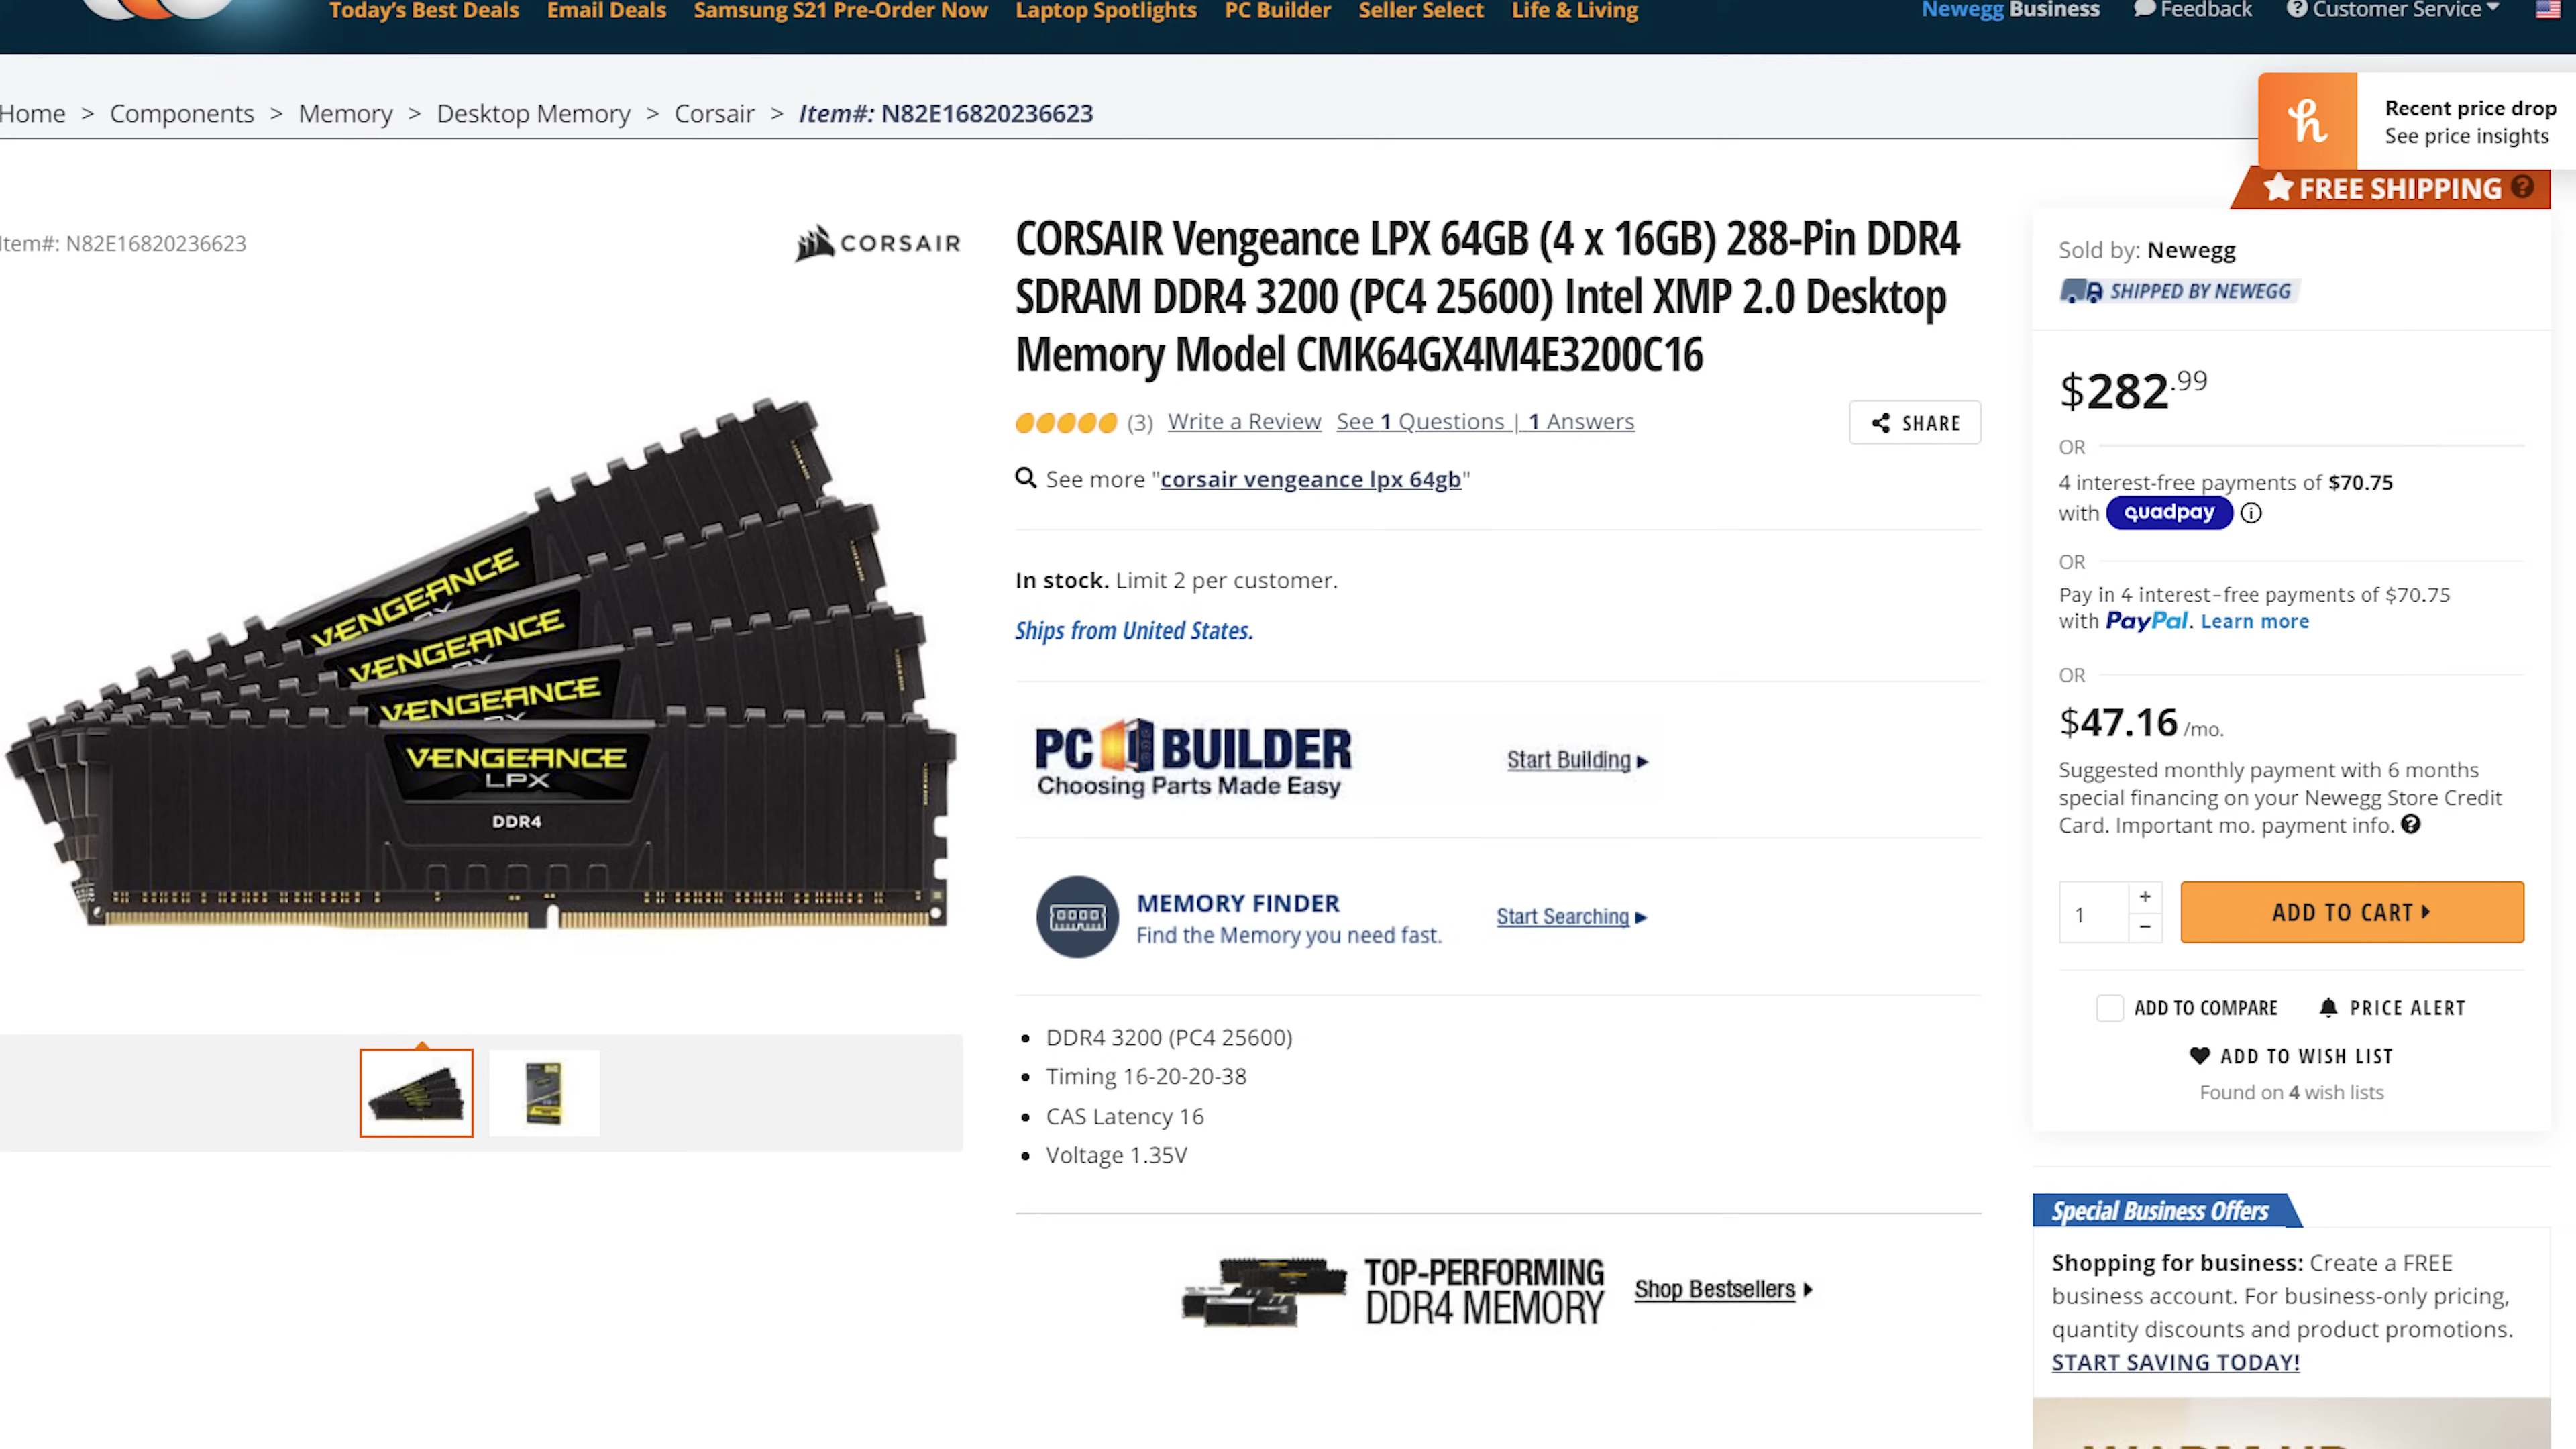 Today's Best Deals Email Deals Samsung S21 Pre-Order Now Laptop Spotlights PC Builder Seller Select Life & Living
Newegg Business Feedback Customer Service
Home > Components > Memory > Desktop Memory > Corsair > Item#: N82E16820236623
Recent price drop
See price insights
FREE SHIPPING
Item#: N82E16820236623
CORSAIR
CORSAIR Vengeance LPX 64GB (4 x 16GB) 288-Pin DDR4
SDRAM DDR4 3200 (PC4 25600) Intel XMP 2.0 Desktop
Memory Model CMK64GX4M4E3200C16
(3) Write a Review See 1 Questions | 1 Answers
SHARE
See more "corsair vengeance lpx 64gb"
In stock. Limit 2 per customer.
Ships from United States.
VENGEANCE
VENGEANCE
VENGEANCE
VENGEANCE
LPX
DDR4
PC BUILDER
Choosing Parts Made Easy
Start Building
MEMORY FINDER
Find the Memory you need fast.
Start Searching
DDR4 3200 (PC4 25600)
Timing 16-20-20-38
CAS Latency 16
Voltage 1.35V
TOP-PERFORMING
DDR4 MEMORY
Shop Bestsellers
Sold by: Newegg
SHIPPED BY NEWEGG
$282.99
OR
4 interest-free payments of $70.75
with quadpay
OR
Pay in 4 interest-free payments of $70.75
with PayPal. Learn more
OR
$47.16 /mo.
Suggested monthly payment with 6 months
special financing on your Newegg Store Credit
Card. Important mo. payment info.
1 + -
ADD TO CART
ADD TO COMPARE PRICE ALERT
ADD TO WISH LIST
Found on 4 wish lists
Special Business Offers
Shopping for business: Create a FREE
business account. For business-only pricing,
quantity discounts and product promotions.
START SAVING TODAY!